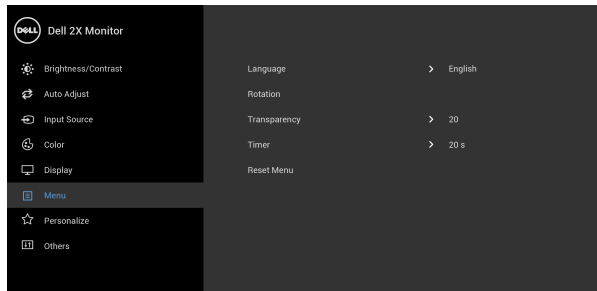 DELL Dell 2X Monitor
Brightness/Contrast
Auto Adjust
Input Source
Color
Display
Menu
Personalize
Others
Language English
Rotation
Transparency 20
Timer 20 s
Reset Menu